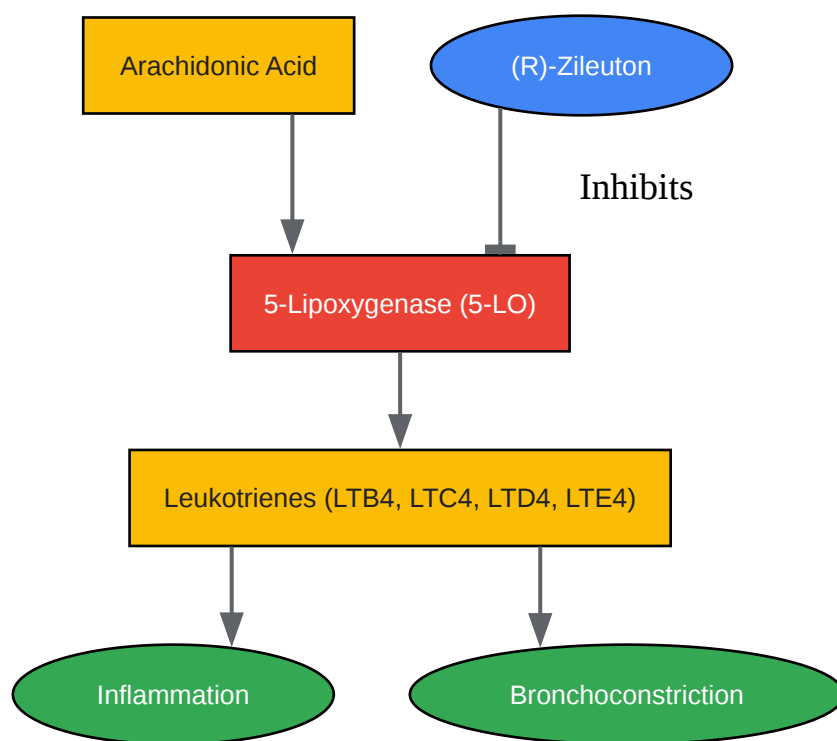 Arachidonic Acid
(R)-Zileuton
Inhibits
5-Lipoxygenase (5-LO)
Leukotrienes (LTB4, LTC4, LTD4, LTE4)
Inflammation
Bronchoconstriction